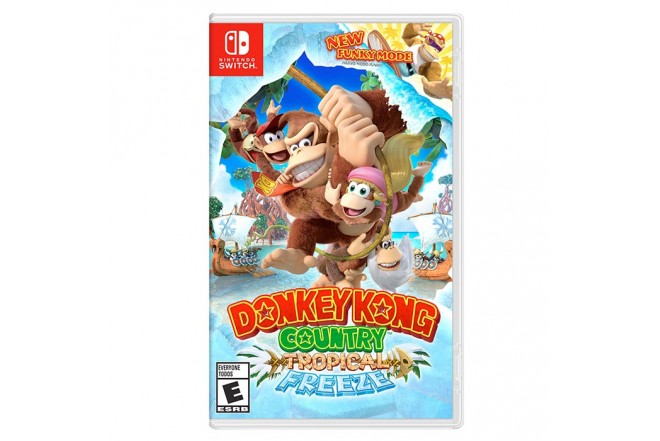 NINTENDO
SWITCH
NEW
FUNKY MODE
DONKEY KONG
COUNTRY
TROPICAL
FREEZE
EVERYONE
TODOS
E
ESRB